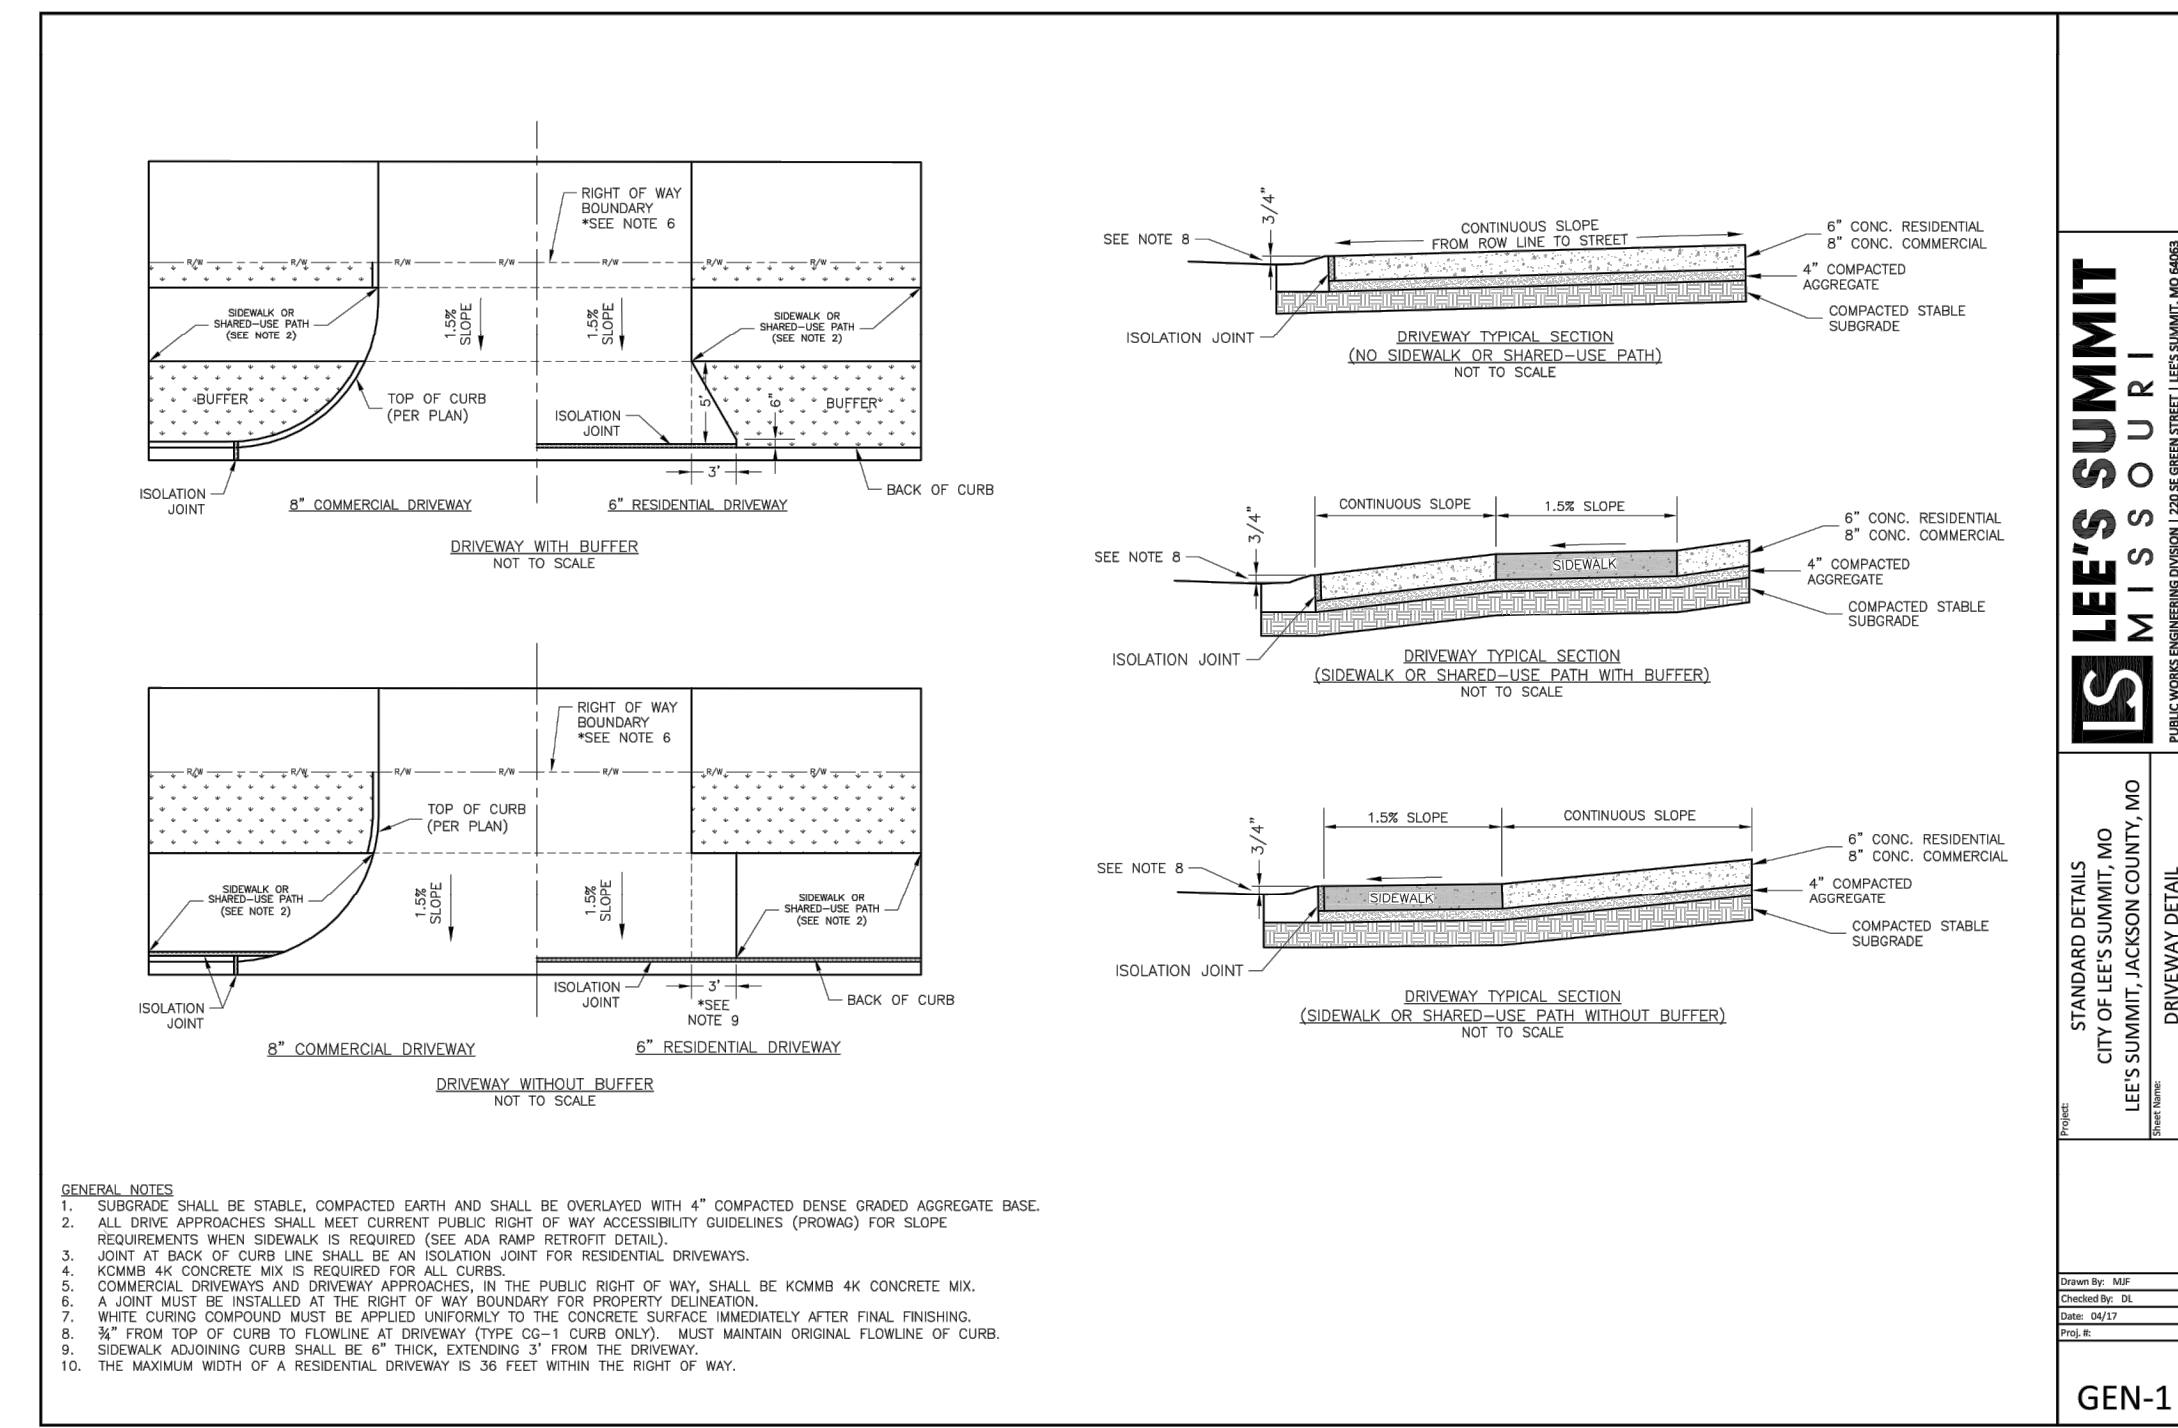 R/W R/W R/W R/W R/W R/W R/W
RIGHT OF WAY
BOUNDARY
*SEE NOTE 6
SIDEWALK OR
SHARED–USE PATH
(SEE NOTE 2)
1.5%
SLOPE
1.5%
SLOPE
SIDEWALK OR
SHARED–USE PATH
(SEE NOTE 2)
BUFFER
TOP OF CURB
(PER PLAN)
ISOLATION
JOINT
5'
6"
BUFFER
3'
BACK OF CURB
ISOLATION
JOINT
8" COMMERCIAL DRIVEWAY
6" RESIDENTIAL DRIVEWAY
DRIVEWAY WITH BUFFER
NOT TO SCALE
RIGHT OF WAY
BOUNDARY
*SEE NOTE 6
R/W R/W R/W R/W R/W R/W R/W
TOP OF CURB
(PER PLAN)
SIDEWALK OR
SHARED–USE PATH
(SEE NOTE 2)
1.5%
SLOPE
1.5%
SLOPE
SIDEWALK OR
SHARED–USE PATH
(SEE NOTE 2)
ISOLATION
JOINT
ISOLATION
JOINT
3'
*SEE
NOTE 9
BACK OF CURB
8" COMMERCIAL DRIVEWAY
6" RESIDENTIAL DRIVEWAY
DRIVEWAY WITHOUT BUFFER
NOT TO SCALE
3/4"
SEE NOTE 8
CONTINUOUS SLOPE
FROM ROW LINE TO STREET
6" CONC. RESIDENTIAL
8" CONC. COMMERCIAL
4" COMPACTED
AGGREGATE
COMPACTED STABLE
SUBGRADE
ISOLATION JOINT
DRIVEWAY TYPICAL SECTION
(NO SIDEWALK OR SHARED–USE PATH)
NOT TO SCALE
3/4"
SEE NOTE 8
CONTINUOUS SLOPE
1.5% SLOPE
SIDEWALK
6" CONC. RESIDENTIAL
8" CONC. COMMERCIAL
4" COMPACTED
AGGREGATE
COMPACTED STABLE
SUBGRADE
ISOLATION JOINT
DRIVEWAY TYPICAL SECTION
(SIDEWALK OR SHARED–USE PATH WITH BUFFER)
NOT TO SCALE
3/4"
SEE NOTE 8
1.5% SLOPE
CONTINUOUS SLOPE
SIDEWALK
6" CONC. RESIDENTIAL
8" CONC. COMMERCIAL
4" COMPACTED
AGGREGATE
COMPACTED STABLE
SUBGRADE
ISOLATION JOINT
DRIVEWAY TYPICAL SECTION
(SIDEWALK OR SHARED–USE PATH WITHOUT BUFFER)
NOT TO SCALE
GENERAL NOTES
1. SUBGRADE SHALL BE STABLE, COMPACTED EARTH AND SHALL BE OVERLAYED WITH 4" COMPACTED DENSE GRADED AGGREGATE BASE.
2. ALL DRIVE APPROACHES SHALL MEET CURRENT PUBLIC RIGHT OF WAY ACCESSIBILITY GUIDELINES (PROWAG) FOR SLOPE
REQUIREMENTS WHEN SIDEWALK IS REQUIRED (SEE ADA RAMP RETROFIT DETAIL).
3. JOINT AT BACK OF CURB LINE SHALL BE AN ISOLATION JOINT FOR RESIDENTIAL DRIVEWAYS.
4. KCMMB 4K CONCRETE MIX IS REQUIRED FOR ALL CURBS.
5. COMMERCIAL DRIVEWAYS AND DRIVEWAY APPROACHES, IN THE PUBLIC RIGHT OF WAY, SHALL BE KCMMB 4K CONCRETE MIX.
6. A JOINT MUST BE INSTALLED AT THE RIGHT OF WAY BOUNDARY FOR PROPERTY DELINEATION.
7. WHITE CURING COMPOUND MUST BE APPLIED UNIFORMLY TO THE CONCRETE SURFACE IMMEDIATELY AFTER FINAL FINISHING.
8. ¾" FROM TOP OF CURB TO FLOWLINE AT DRIVEWAY (TYPE CG–1 CURB ONLY). MUST MAINTAIN ORIGINAL FLOWLINE OF CURB.
9. SIDEWALK ADJOINING CURB SHALL BE 6" THICK, EXTENDING 3' FROM THE DRIVEWAY.
10. THE MAXIMUM WIDTH OF A RESIDENTIAL DRIVEWAY IS 36 FEET WITHIN THE RIGHT OF WAY.
LS
LEE'S SUMMIT
MISSOURI
PUBLIC WORKS ENGINEERING DIVISION | 220 SE GREEN STREET | LEE'S SUMMIT, MO 64063
Project:
STANDARD DETAILS
CITY OF LEE'S SUMMIT, MO
LEE'S SUMMIT, JACKSON COUNTY, MO
Sheet Name:
DRIVEWAY DETAIL
Drawn By: MJF
Checked By: DL
Date: 04/17
Proj. #:
GEN-1